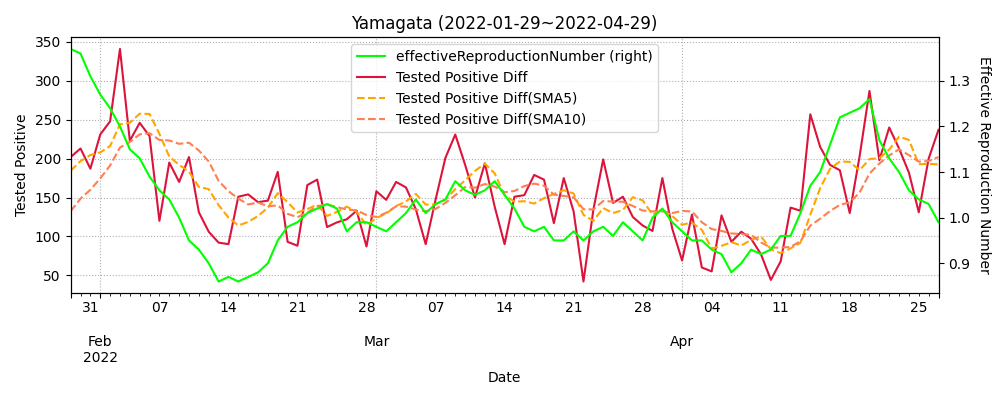 Yamagata (2022-01-29~2022-04-29)
350
300
250
200
150
100
50
Tested Positive
effectiveReproductionNumber (right)
Tested Positive Diff
Tested Positive Diff(SMA5)
Tested Positive Diff(SMA10)
1.3
1.2
1.1
1.0
0.9
Effective Reproduction Number
31 07 14 21 28 07 14 21 28 04 11 18 25
Feb Mar Apr
2022
Date